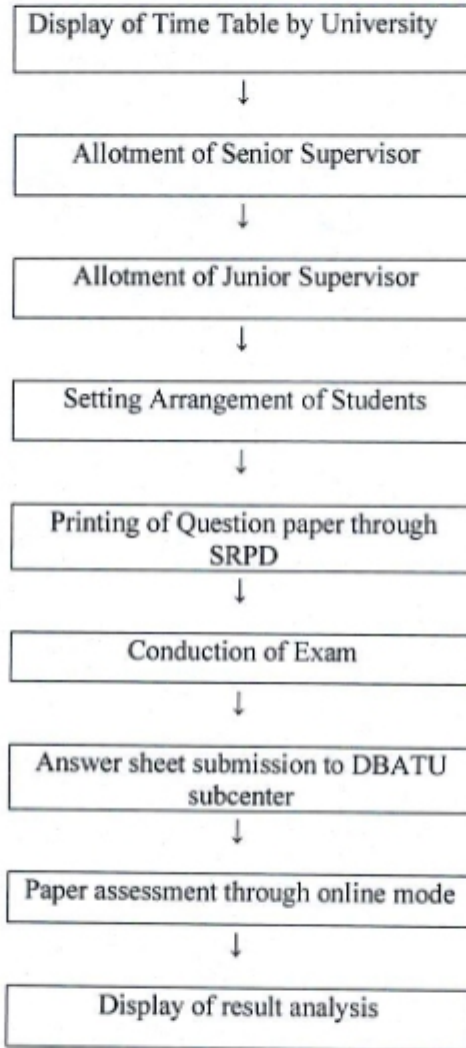 Display of Time Table by University
↓
Allotment of Senior Supervisor
↓
Allotment of Junior Supervisor
↓
Setting Arrangement of Students
↓
Printing of Question paper through
SRPD
↓
Conduction of Exam
↓
Answer sheet submission to DBATU
subcenter
↓
Paper assessment through online mode
↓
Display of result analysis